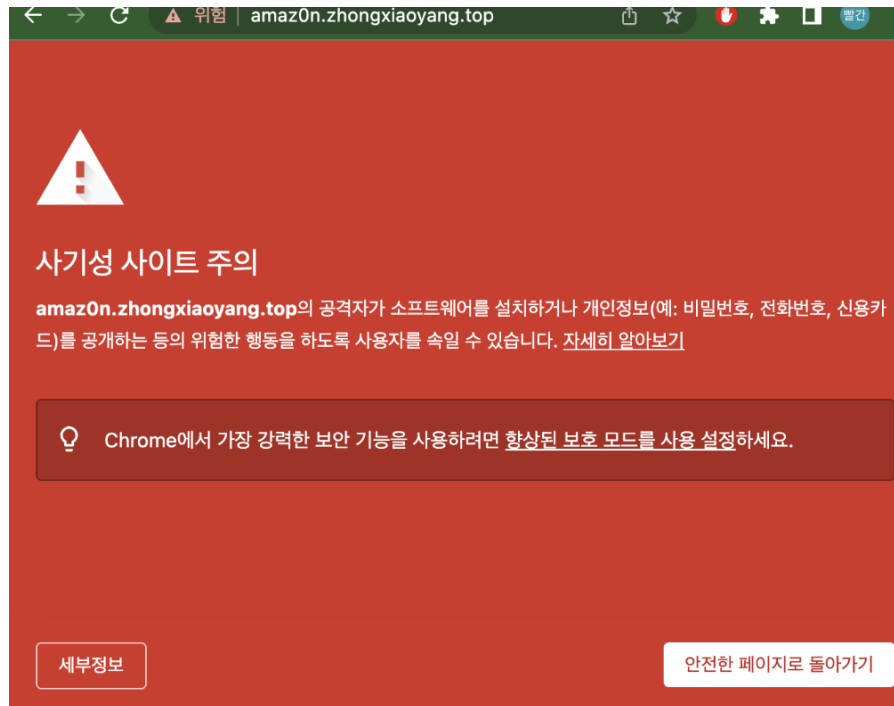 위험 amaz0n.zhongxiaoyang.top 빨간
사기성 사이트 주의
amaz0n.zhongxiaoyang.top의 공격자가 소프트웨어를 설치하거나 개인정보(예: 비밀번호, 전화번호, 신용카
드)를 공개하는 등의 위험한 행동을 하도록 사용자를 속일 수 있습니다. 자세히 알아보기
Chrome에서 가장 강력한 보안 기능을 사용하려면 향상된 보호 모드를 사용 설정하세요.
세부정보 안전한 페이지로 돌아가기